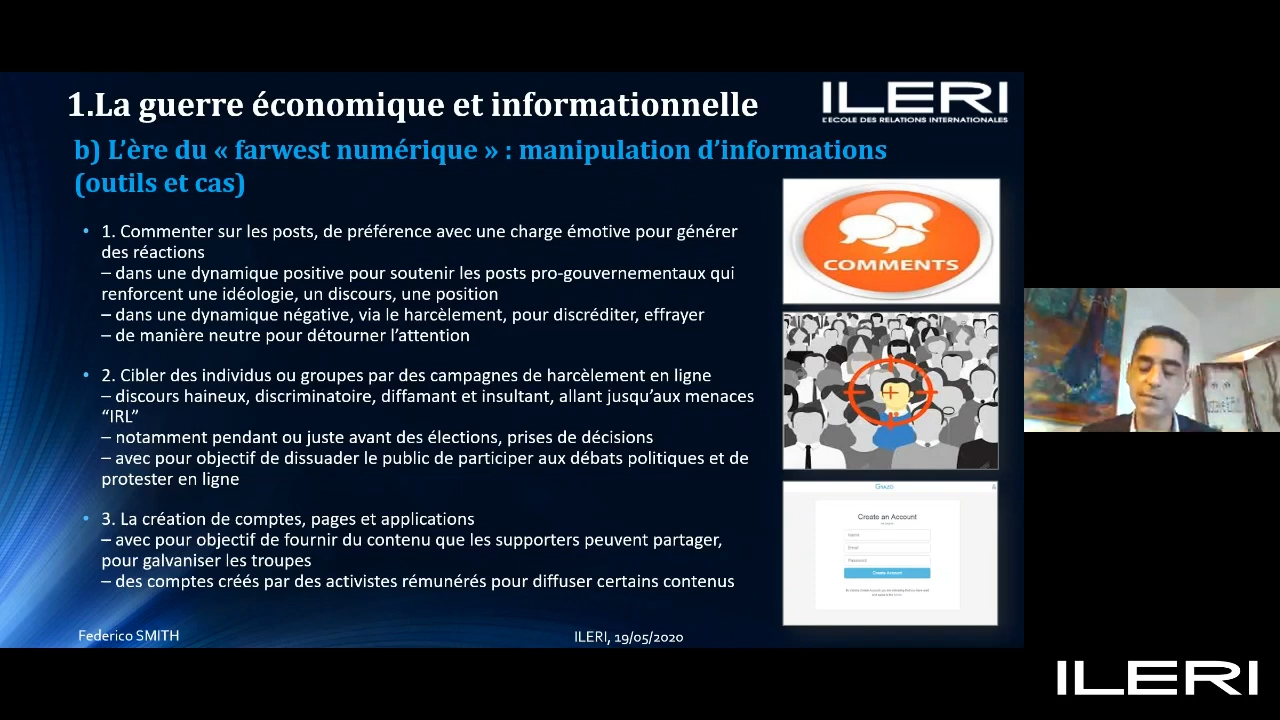 1.La guerre économique et informationnelle
ILERI
L'ECOLE DES RELATIONS INTERNATIONALES
b) L’ère du « farwest numérique » : manipulation d’informations
(outils et cas)
• 1. Commenter sur les posts, de préférence avec une charge émotive pour générer
des réactions
– dans une dynamique positive pour soutenir les posts pro-gouvernementaux qui
renforcent une idéologie, un discours, une position
– dans une dynamique négative, via le harcèlement, pour discréditer, effrayer
– de manière neutre pour détourner l’attention
• 2. Cibler des individus ou groupes par des campagnes de harcèlement en ligne
– discours haineux, discriminatoire, diffamant et insultant, allant jusqu’aux menaces
“IRL”
– notamment pendant ou juste avant des élections, prises de décisions
– avec pour objectif de dissuader le public de participer aux débats politiques et de
protester en ligne
• 3. La création de comptes, pages et applications
– avec pour objectif de fournir du contenu que les supporters peuvent partager,
pour galvaniser les troupes
– des comptes créés par des activistes rémunérés pour diffuser certains contenus
COMMENTS
Create an Account
Name
Email
Password
Create Account
Federico SMITH
ILERI, 19/05/2020
ILERI